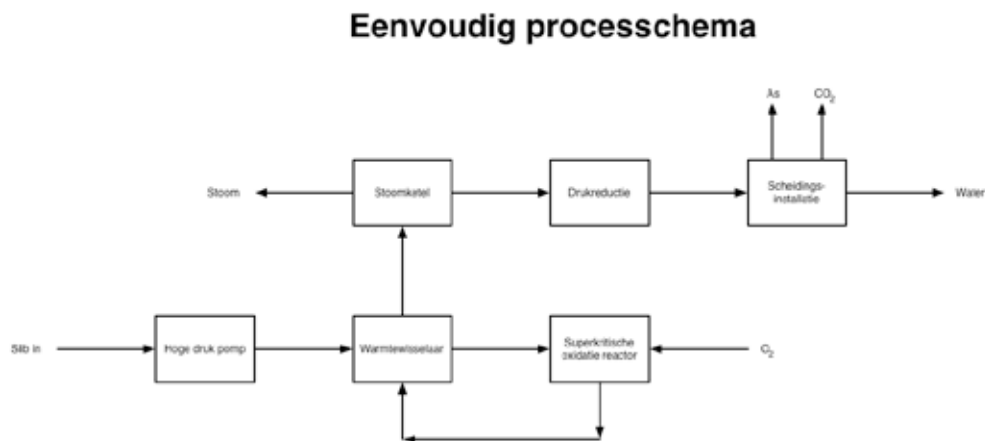 Eenvoudig processchema
As
CO2
Stoom
Stoomketel
Drukreductie
Scheidings-
installatie
Water
Slib in
Hoge druk pomp
Warmtewisselaar
Superkritische
oxidatie reactor
O2